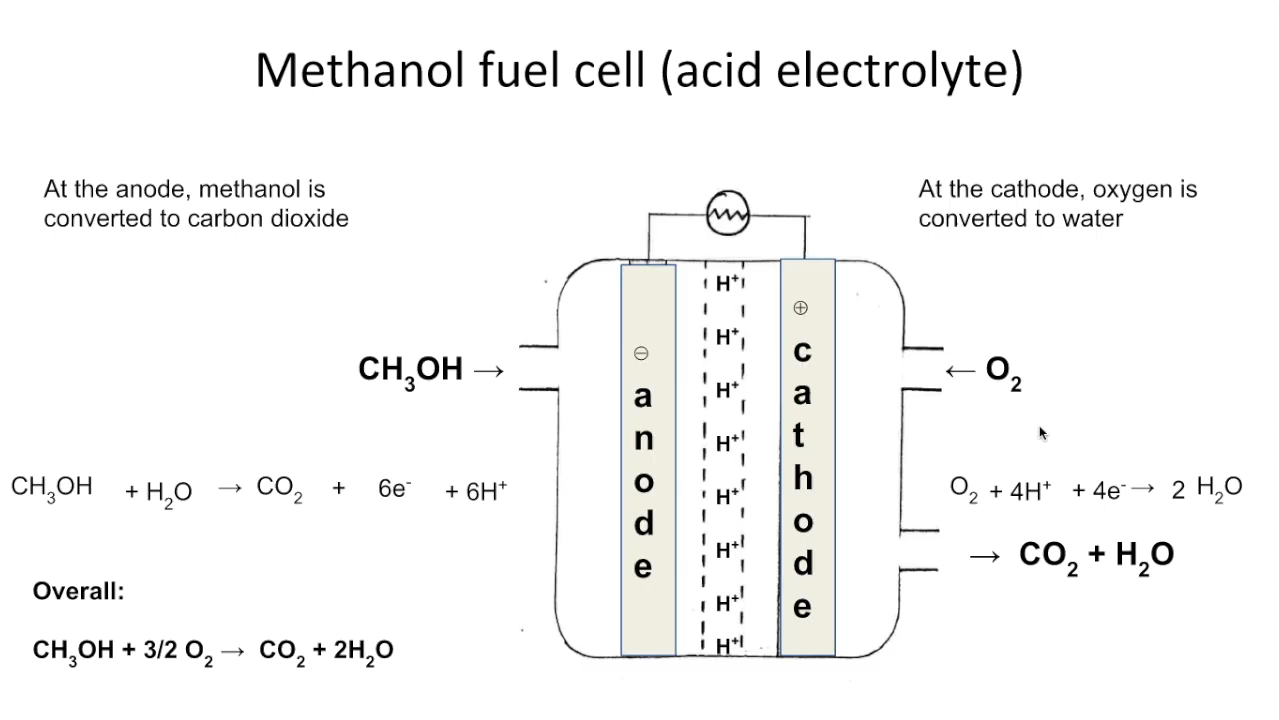 Methanol fuel cell (acid electrolyte)
At the anode, methanol is
converted to carbon dioxide
At the cathode, oxygen is
converted to water
CH₃OH →
⊖
a
n
o
d
e
H⁺
H⁺
H⁺
H⁺
H⁺
H⁺
H⁺
H⁺
⊕
c
a
t
h
o
d
e
← O₂
CH₃OH + H₂O → CO₂ + 6e⁻ + 6H⁺
O₂ + 4H⁺ + 4e⁻ → 2 H₂O
→ CO₂ + H₂O
Overall:
CH₃OH + 3/2 O₂ → CO₂ + 2H₂O